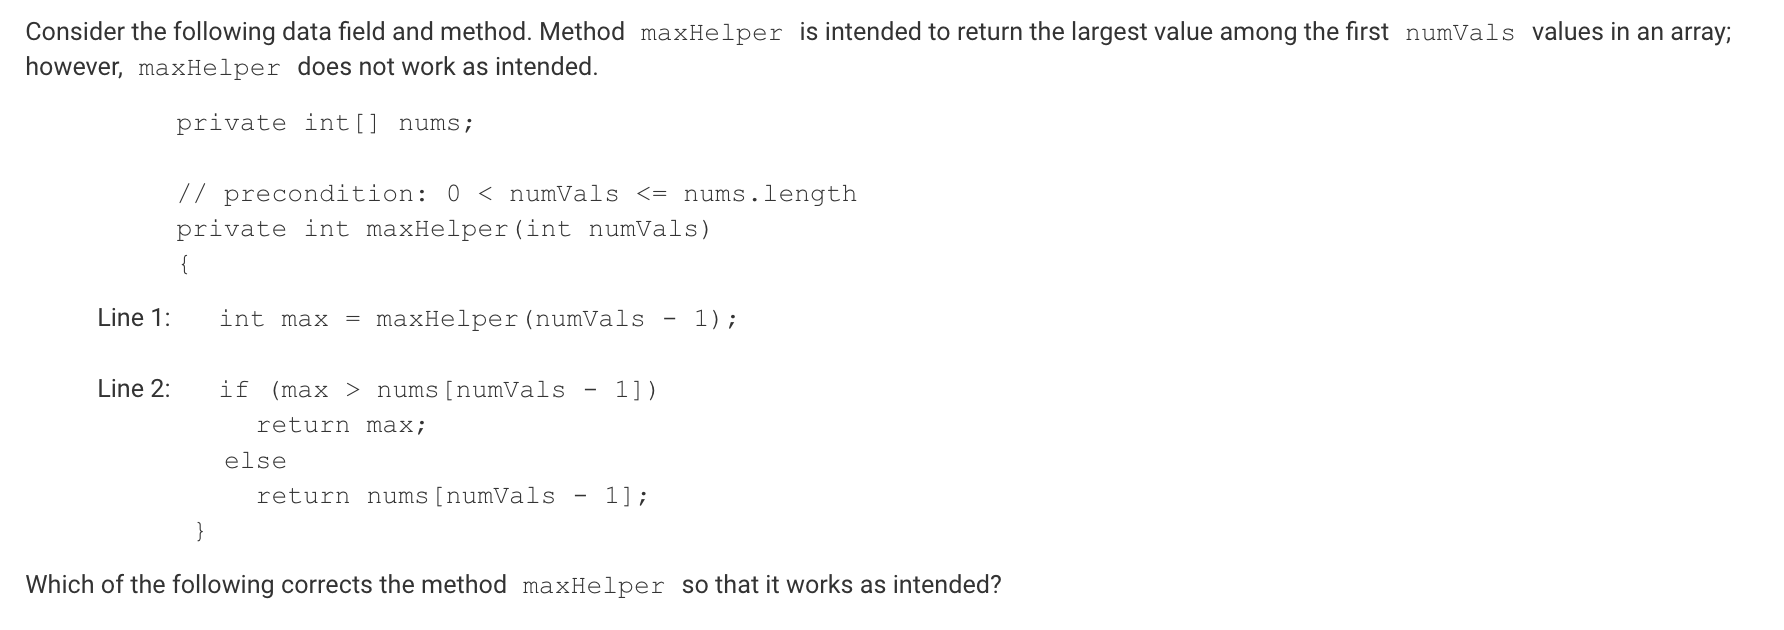 Consider the following data field and method. Method maxHelper is intended to return the largest value among the first numVals values in an array;
however, maxHelper does not work as intended.
private int[] nums;
// precondition: 0 < numVals <= nums.length
private int maxHelper(int numVals)
{
Line 1: int max = maxHelper(numVals - 1);
Line 2: if (max > nums[numVals - 1])
return max;
else
return nums[numVals - 1];
}
Which of the following corrects the method maxHelper so that it works as intended?